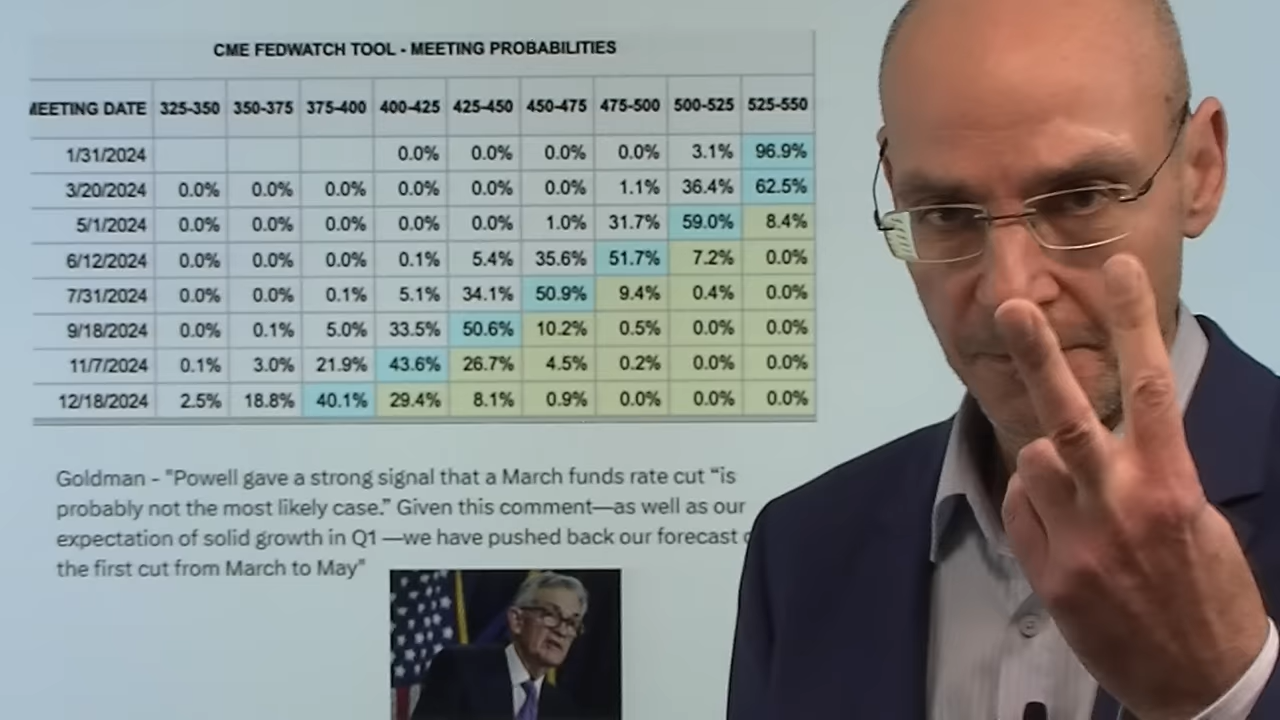 CME FEDWATCH TOOL - MEETING PROBABILITIES
MEETING DATE 325-350 350-375 375-400 400-425 425-450 450-475 475-500 500-525 525-550
1/31/2024 0.0% 0.0% 0.0% 0.0% 3.1% 96.9%
3/20/2024 0.0% 0.0% 0.0% 0.0% 0.0% 0.0% 1.1% 36.4% 62.5%
5/1/2024 0.0% 0.0% 0.0% 0.0% 0.0% 1.0% 31.7% 59.0% 8.4%
6/12/2024 0.0% 0.0% 0.0% 0.1% 5.4% 35.6% 51.7% 7.2% 0.0%
7/31/2024 0.0% 0.0% 0.1% 5.1% 34.1% 50.9% 9.4% 0.4% 0.0%
9/18/2024 0.0% 0.1% 5.0% 33.5% 50.6% 10.2% 0.5% 0.0% 0.0%
11/7/2024 0.1% 3.0% 21.9% 43.6% 26.7% 4.5% 0.2% 0.0% 0.0%
12/18/2024 2.5% 18.8% 40.1% 29.4% 8.1% 0.9% 0.0% 0.0% 0.0%
Goldman - "Powell gave a strong signal that a March funds rate cut “is
probably not the most likely case.” Given this comment—as well as our
expectation of solid growth in Q1 —we have pushed back our forecast
the first cut from March to May"